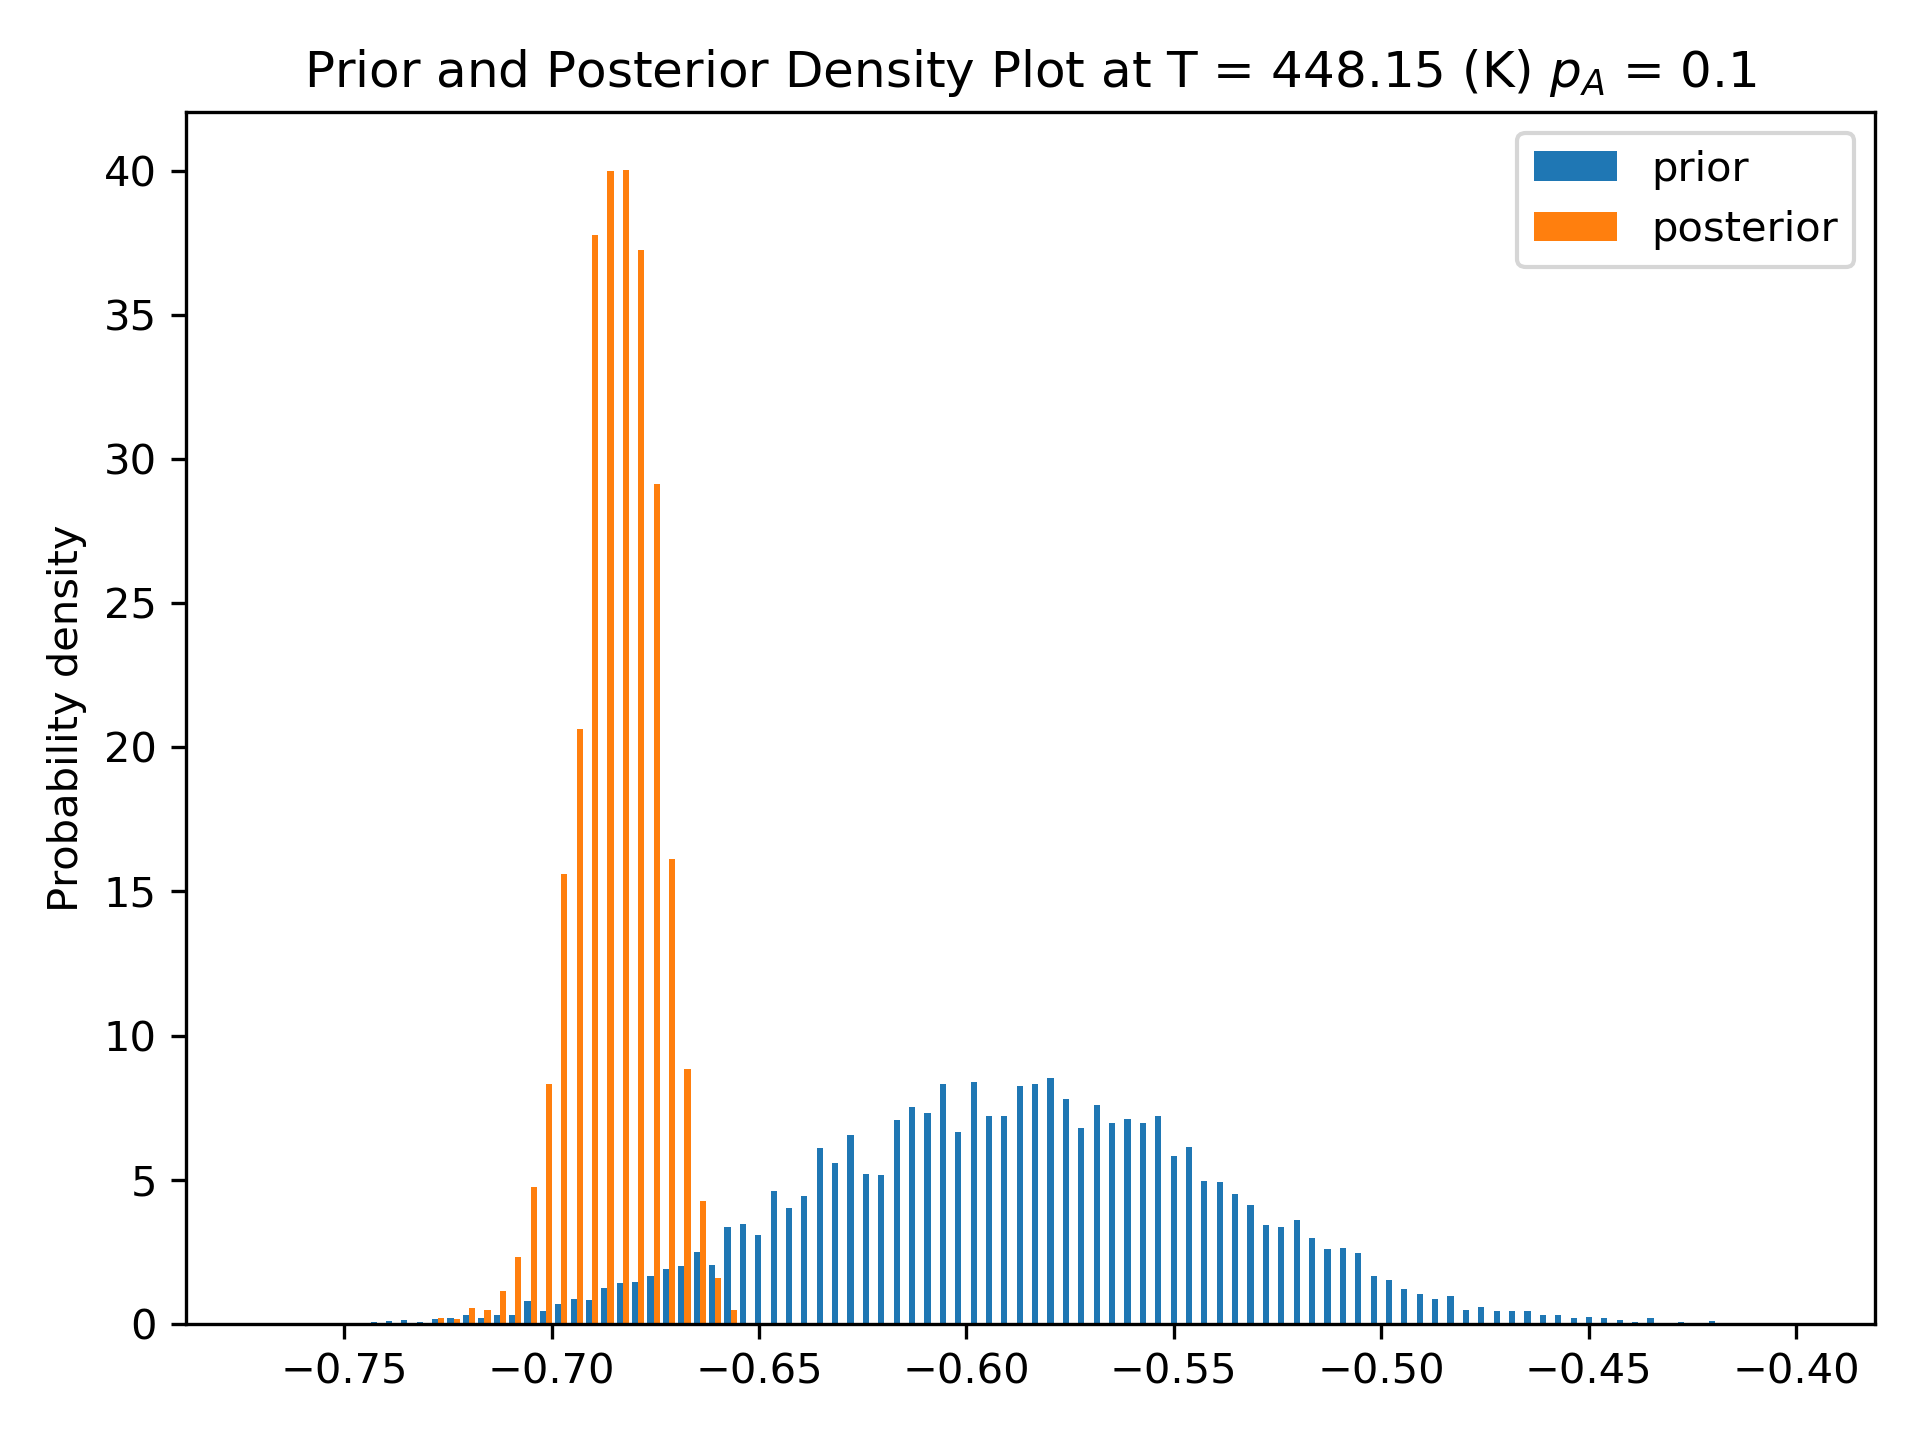 Prior and Posterior Density Plot at T = 448.15 (K) p_A = 0.1
prior
posterior
Probability density
40
35
30
25
20
15
10
5
0
−0.75 −0.70 −0.65 −0.60 −0.55 −0.50 −0.45 −0.40